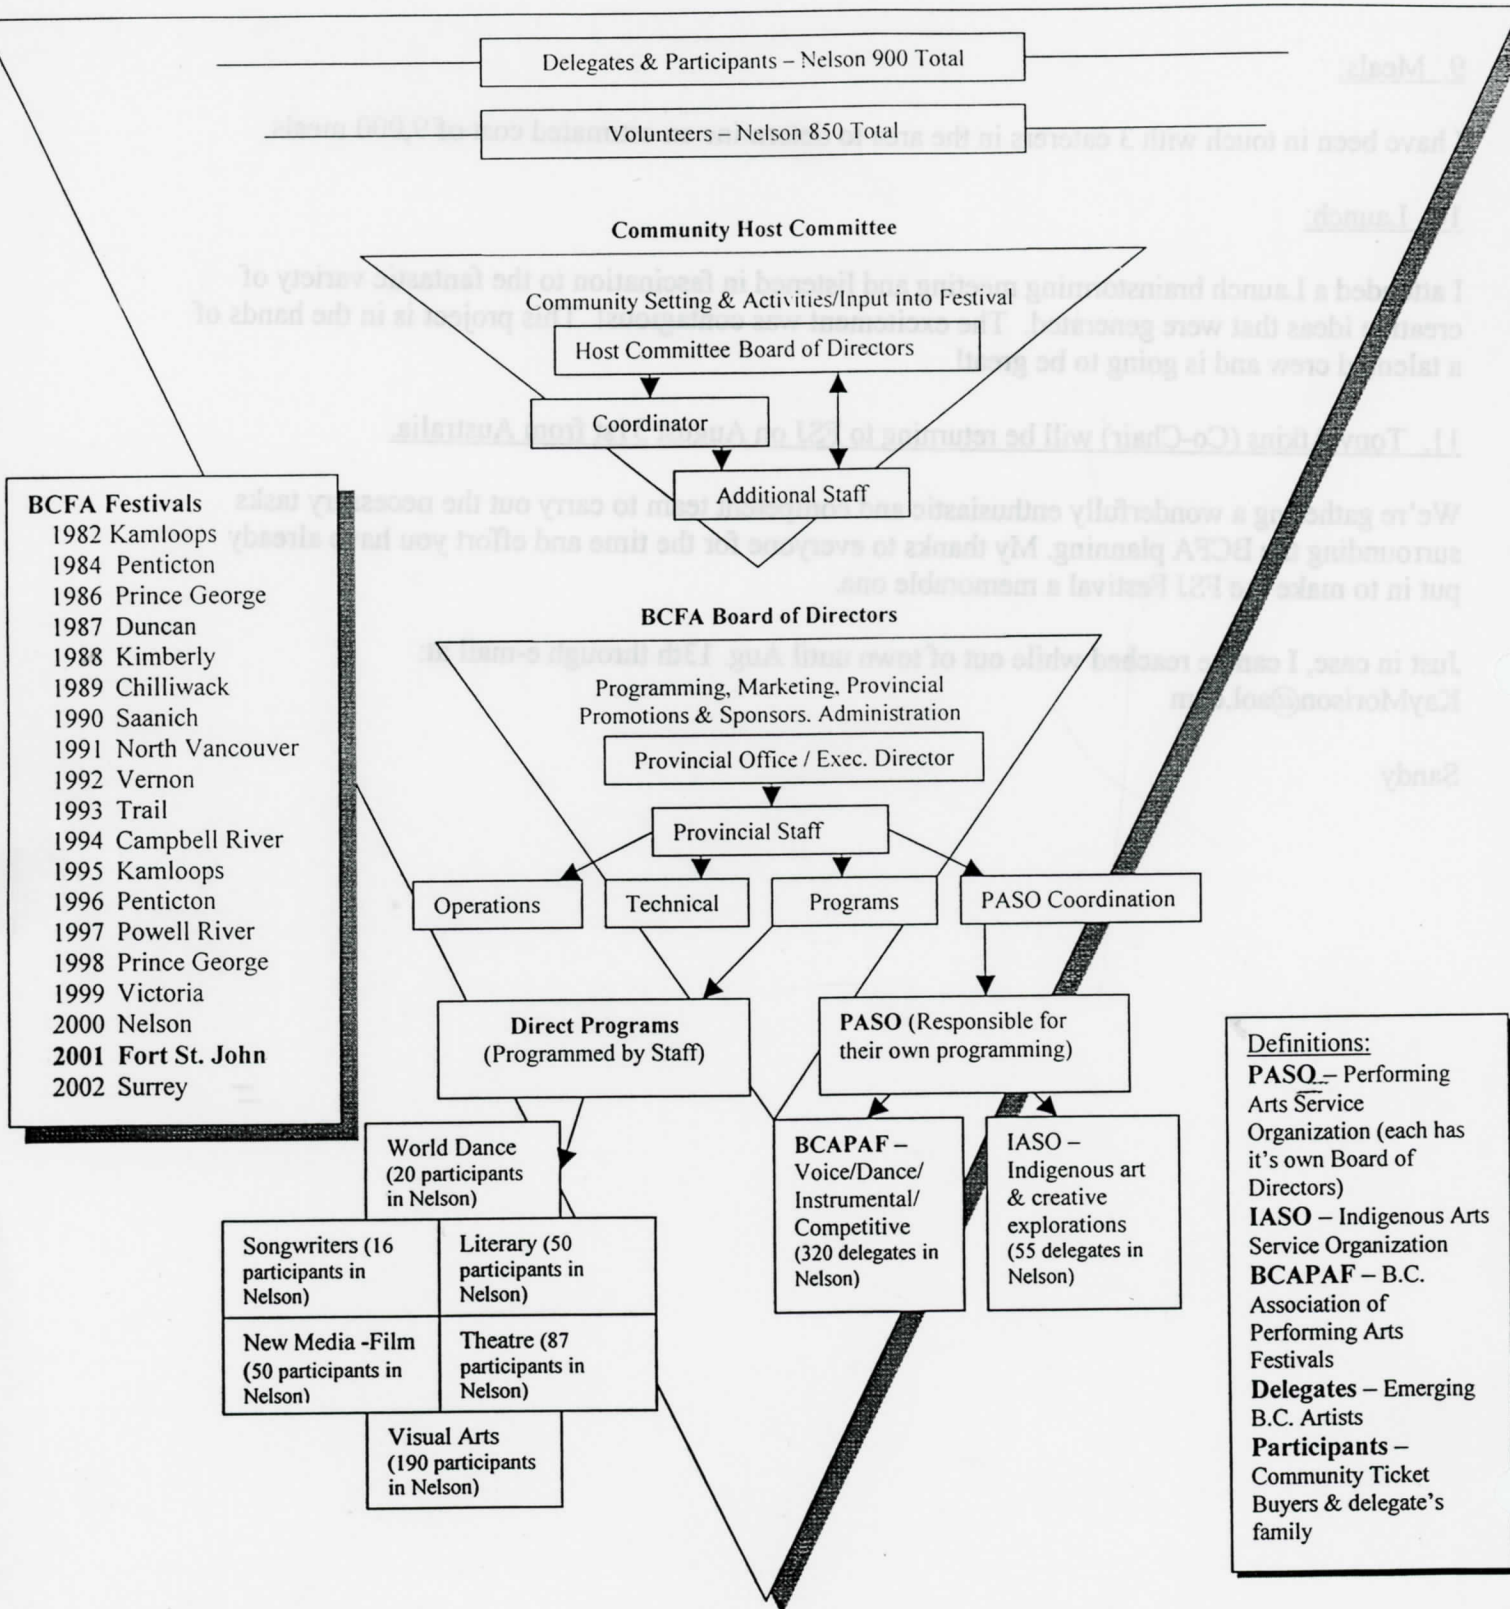 Delegates & Participants – Nelson 900 Total
Volunteers – Nelson 850 Total
Community Host Committee
Community Setting & Activities/Input into Festival
Host Committee Board of Directors
Coordinator
Additional Staff
BCFA Festivals
1982 Kamloops
1984 Penticton
1986 Prince George
1987 Duncan
1988 Kimberly
1989 Chilliwack
1990 Saanich
1991 North Vancouver
1992 Vernon
1993 Trail
1994 Campbell River
1995 Kamloops
1996 Penticton
1997 Powell River
1998 Prince George
1999 Victoria
2000 Nelson
2001 Fort St. John
2002 Surrey
BCFA Board of Directors
Programming, Marketing, Provincial
Promotions & Sponsors. Administration
Provincial Office / Exec. Director
Provincial Staff
Operations
Technical
Programs
PASO Coordination
Direct Programs
(Programmed by Staff)
PASO (Responsible for
their own programming)
World Dance
(20 participants
in Nelson)
Songwriters (16
participants in
Nelson)
Literary (50
participants in
Nelson)
New Media -Film
(50 participants in
Nelson)
Theatre (87
participants in
Nelson)
Visual Arts
(190 participants
in Nelson)
BCAPAF –
Voice/Dance/
Instrumental/
Competitive
(320 delegates in
Nelson)
IASO –
Indigenous art
& creative
explorations
(55 delegates in
Nelson)
Definitions:
PASO – Performing
Arts Service
Organization (each has
it's own Board of
Directors)
IASO – Indigenous Arts
Service Organization
BCAPAF – B.C.
Association of
Performing Arts
Festivals
Delegates – Emerging
B.C. Artists
Participants –
Community Ticket
Buyers & delegate's
family